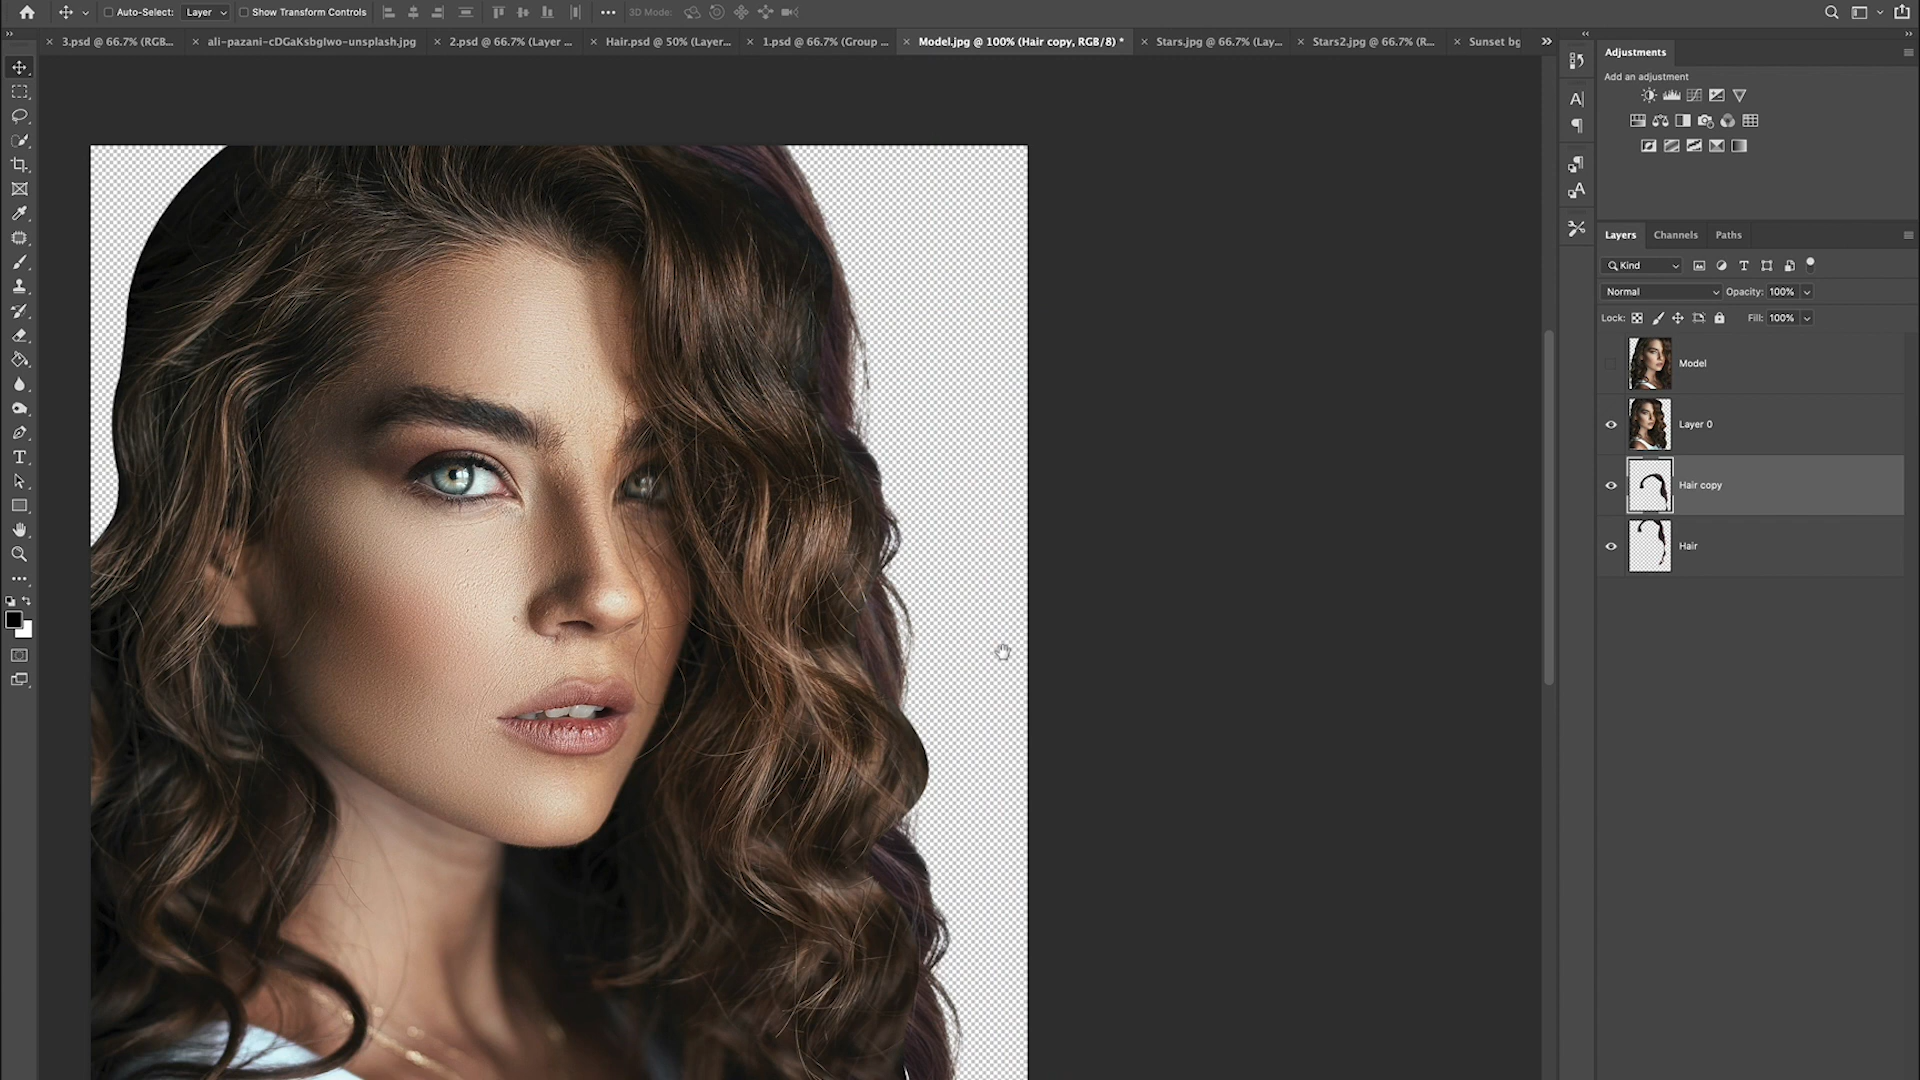 Auto-Select: Layer Show Transform Controls 3D Mode:
3.psd @ 66.7% (RGB... ali-pazani-cDGaKsbglwo-unsplash.jpg 2.psd @ 66.7% (Layer ... Hair.psd @ 50% (Layer... 1.psd @ 66.7% (Group ... Model.jpg @ 100% (Hair copy, RGB/8) * Stars.jpg @ 66.7% (Lay... Stars2.jpg @ 66.7% (R... Sunset bg
Adjustments
Add an adjustment
Layers Channels Paths
Kind
Normal Opacity: 100%
Lock: Fill: 100%
Model
Layer 0
Hair copy
Hair